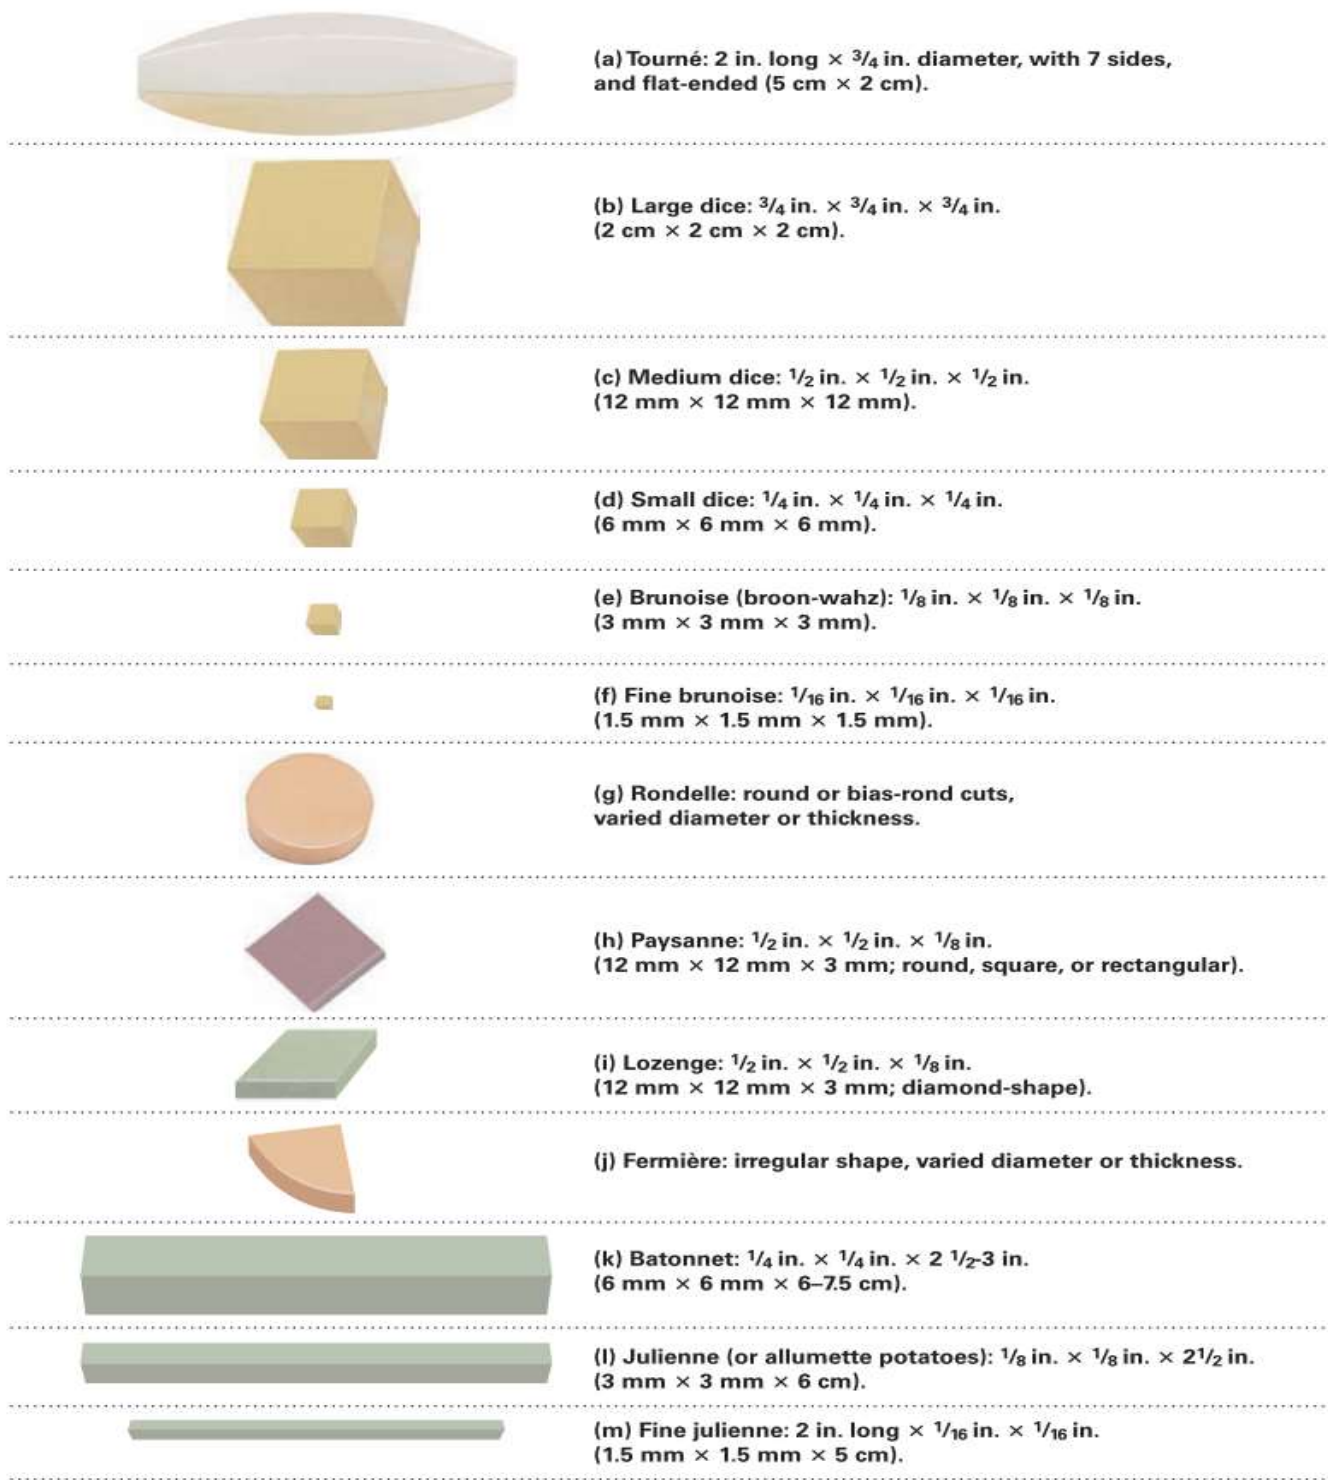 (a) Tourné: 2 in. long × 3/4 in. diameter, with 7 sides,
and flat-ended (5 cm × 2 cm).
(b) Large dice: 3/4 in. × 3/4 in. × 3/4 in.
(2 cm × 2 cm × 2 cm).
(c) Medium dice: 1/2 in. × 1/2 in. × 1/2 in.
(12 mm × 12 mm × 12 mm).
(d) Small dice: 1/4 in. × 1/4 in. × 1/4 in.
(6 mm × 6 mm × 6 mm).
(e) Brunoise (broon-wahz): 1/8 in. × 1/8 in. × 1/8 in.
(3 mm × 3 mm × 3 mm).
(f) Fine brunoise: 1/16 in. × 1/16 in. × 1/16 in.
(1.5 mm × 1.5 mm × 1.5 mm).
(g) Rondelle: round or bias-rond cuts,
varied diameter or thickness.
(h) Paysanne: 1/2 in. × 1/2 in. × 1/8 in.
(12 mm × 12 mm × 3 mm; round, square, or rectangular).
(i) Lozenge: 1/2 in. × 1/2 in. × 1/8 in.
(12 mm × 12 mm × 3 mm; diamond-shape).
(j) Fermière: irregular shape, varied diameter or thickness.
(k) Batonnet: 1/4 in. × 1/4 in. × 2 1/2-3 in.
(6 mm × 6 mm × 6–7.5 cm).
(l) Julienne (or allumette potatoes): 1/8 in. × 1/8 in. × 2 1/2 in.
(3 mm × 3 mm × 6 cm).
(m) Fine julienne: 2 in. long × 1/16 in. × 1/16 in.
(1.5 mm × 1.5 mm × 5 cm).